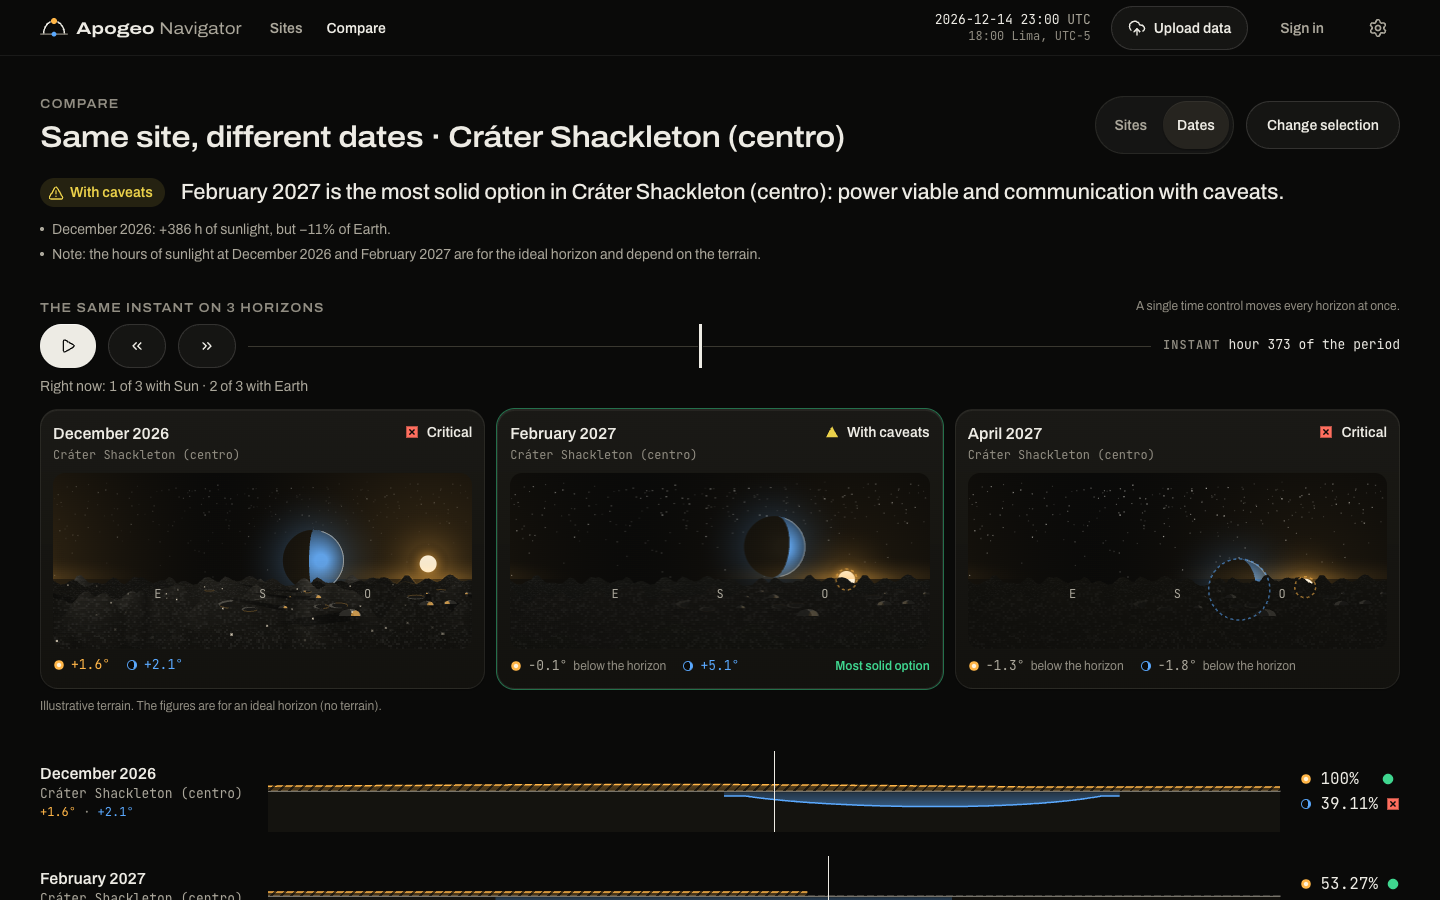 Apogeo Navigator
Sites
Compare
2026-12-14 23:00 UTC
18:00 Lima, UTC-5
Upload data
Sign in
COMPARE
Same site, different dates · Cráter Shackleton (centro)
Sites
Dates
Change selection
With caveats
February 2027 is the most solid option in Cráter Shackleton (centro): power viable and communication with caveats.
• December 2026: +386 h of sunlight, but −11% of Earth.
• Note: the hours of sunlight at December 2026 and February 2027 are for the ideal horizon and depend on the terrain.
THE SAME INSTANT ON 3 HORIZONS
A single time control moves every horizon at once.
INSTANT hour 373 of the period
Right now: 1 of 3 with Sun · 2 of 3 with Earth
December 2026
Critical
Cráter Shackleton (centro)
E S O
+1.6° +2.1°
February 2027
With caveats
Cráter Shackleton (centro)
E S O
-0.1° below the horizon +5.1°
Most solid option
April 2027
Critical
Cráter Shackleton (centro)
E S O
-1.3° below the horizon -1.8° below the horizon
Illustrative terrain. The figures are for an ideal horizon (no terrain).
December 2026
Cráter Shackleton (centro)
+1.6° · +2.1°
100%
39.11%
February 2027
Cráter Shackleton (centro)
53.27%